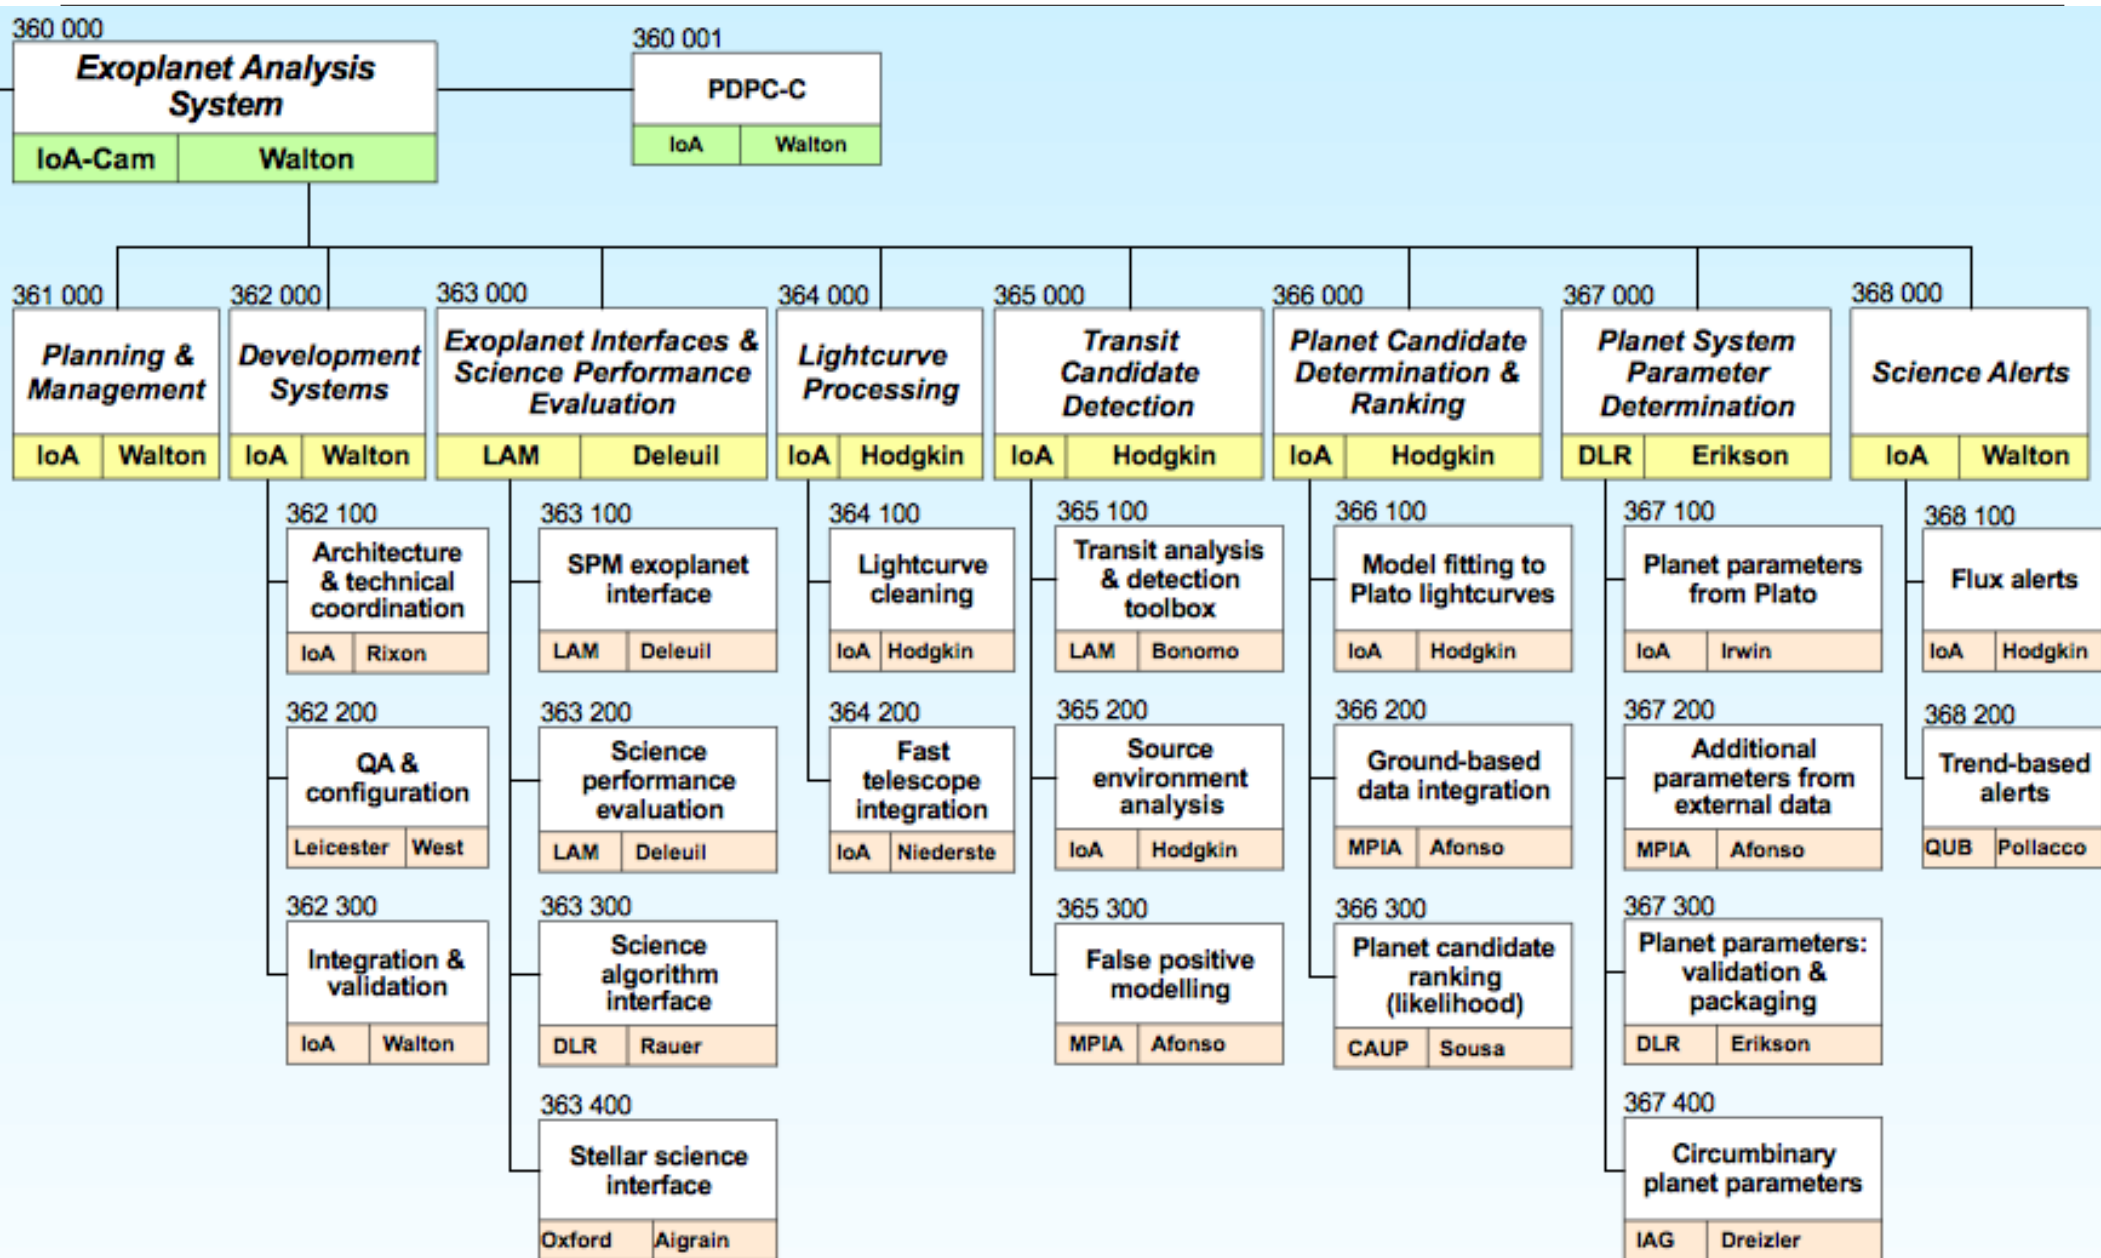 360 000
Exoplanet Analysis
System
IoA-Cam Walton
360 001
PDPC-C
IoA Walton
361 000
Planning &
Management
IoA Walton
362 000
Development
Systems
IoA Walton
363 000
Exoplanet Interfaces &
Science Performance
Evaluation
LAM Deleuil
364 000
Lightcurve
Processing
IoA Hodgkin
365 000
Transit
Candidate
Detection
IoA Hodgkin
366 000
Planet Candidate
Determination &
Ranking
IoA Hodgkin
367 000
Planet System
Parameter
Determination
DLR Erikson
368 000
Science Alerts
IoA Walton
362 100
Architecture
& technical
coordination
IoA Rixon
362 200
QA &
configuration
Leicester West
362 300
Integration &
validation
IoA Walton
363 100
SPM exoplanet
interface
LAM Deleuil
363 200
Science
performance
evaluation
LAM Deleuil
363 300
Science
algorithm
interface
DLR Rauer
363 400
Stellar science
interface
Oxford Aigrain
364 100
Lightcurve
cleaning
IoA Hodgkin
364 200
Fast
telescope
integration
IoA Niederste
365 100
Transit analysis
& detection
toolbox
LAM Bonomo
365 200
Source
environment
analysis
IoA Hodgkin
365 300
False positive
modelling
MPIA Afonso
366 100
Model fitting to
Plato lightcurves
IoA Hodgkin
366 200
Ground-based
data integration
MPIA Afonso
366 300
Planet candidate
ranking
(likelihood)
CAUP Sousa
367 100
Planet parameters
from Plato
IoA Irwin
367 200
Additional
parameters from
external data
MPIA Afonso
367 300
Planet parameters:
validation &
packaging
DLR Erikson
367 400
Circumbinary
planet parameters
IAG Dreizler
368 100
Flux alerts
IoA Hodgkin
368 200
Trend-based
alerts
QUB Pollacco